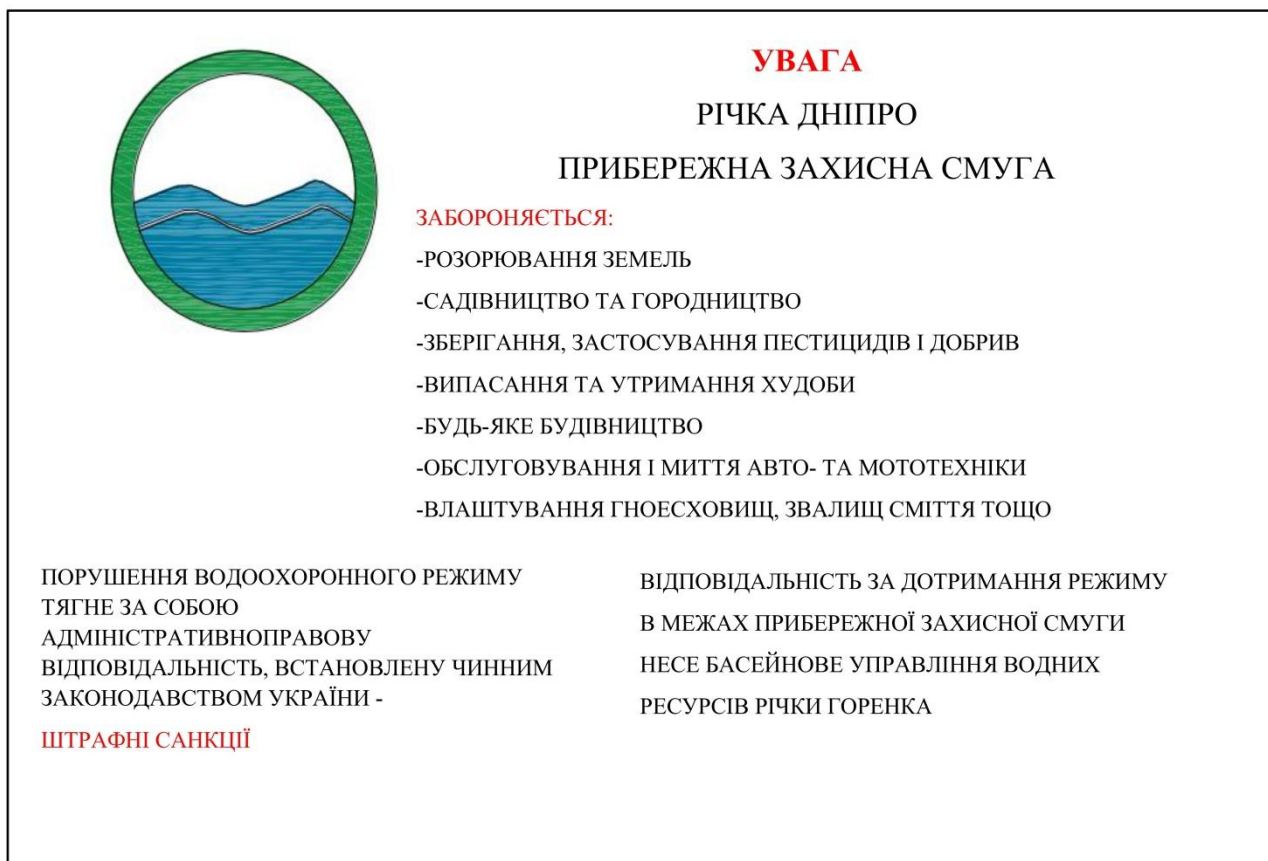 УВАГА
РІЧКА ДНІПРО
ПРИБЕРЕЖНА ЗАХИСНА СМУГА
ЗАБОРОНЯЄТЬСЯ:
-РОЗОРЮВАННЯ ЗЕМЕЛЬ
-САДІВНИЦТВО ТА ГОРОДНИЦТВО
-ЗБЕРІГАННЯ, ЗАСТОСУВАННЯ ПЕСТИЦИДІВ І ДОБРИВ
-ВИПАСАННЯ ТА УТРИМАННЯ ХУДОБИ
-БУДЬ-ЯКЕ БУДІВНИЦТВО
-ОБСЛУГОВУВАННЯ І МИТТЯ АВТО- ТА МОТОТЕХНІКИ
-ВЛАШТУВАННЯ ГНОЕСХОВИЩ, ЗВАЛИЩ СМІТТЯ ТОЩО
ПОРУШЕННЯ ВОДООХОРОННОГО РЕЖИМУ
ТЯГНЕ ЗА СОБОЮ
АДМІНІСТРАТИВНОПРАВОВУ
ВІДПОВІДАЛЬНІСТЬ, ВСТАНОВЛЕНУ ЧИННИМ
ЗАКОНОДАВСТВОМ УКРАЇНИ -
ШТРАФНІ САНКЦІЇ
ВІДПОВІДАЛЬНІСТЬ ЗА ДОТРИМАННЯ РЕЖИМУ
В МЕЖАХ ПРИБЕРЕЖНОЇ ЗАХИСНОЇ СМУГИ
НЕСЕ БАСЕЙНОВЕ УПРАВЛІННЯ ВОДНИХ
РЕСУРСІВ РІЧКИ ГОРЕНКА